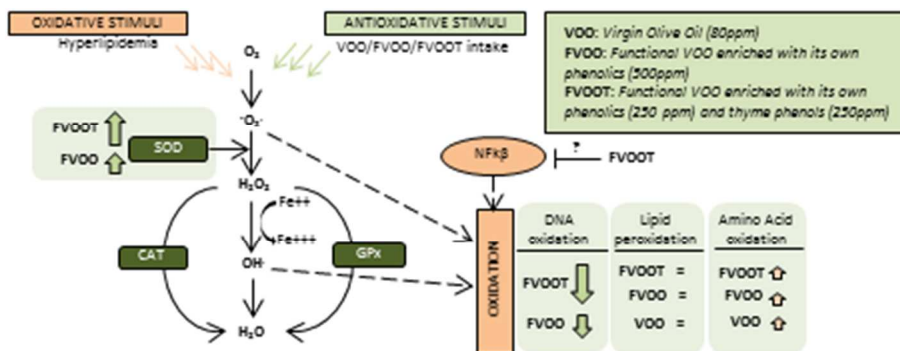 OXIDATIVE STIMULI
Hyperlipidemia
ANTIOXIDATIVE STIMULI
VOO/FVOO/FVOOT intake
VOO: Virgin Olive Oil (80ppm)
FVOO: Functional VOO enriched with its own
phenolics (500ppm)
FVOOT: Functional VOO enriched with its own
phenolics (250 ppm) and thyme phenols (250ppm)
O₂
⁻O₂·
FVOOT
FVOO
SOD
H₂O₂
Fe++
Fe+++
CAT
GPx
OH·
H₂O
NFkβ
?
FVOOT
OXIDATION
DNA
oxidation
FVOOT
FVOO
Lipid
peroxidation
FVOOT =
FVOO =
VOO =
Amino Acid
oxidation
FVOOT
FVOO
VOO